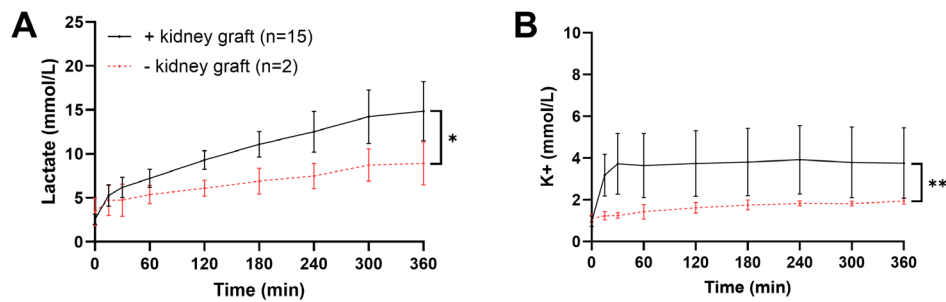 A
Lactate (mmol/L)
25
20
15
10
5
0
+ kidney graft (n=15)
- kidney graft (n=2)
*
0 60 120 180 240 300 360
Time (min)
B
K+ (mmol/L)
10
8
6
4
2
0
**
0 60 120 180 240 300 360
Time (min)